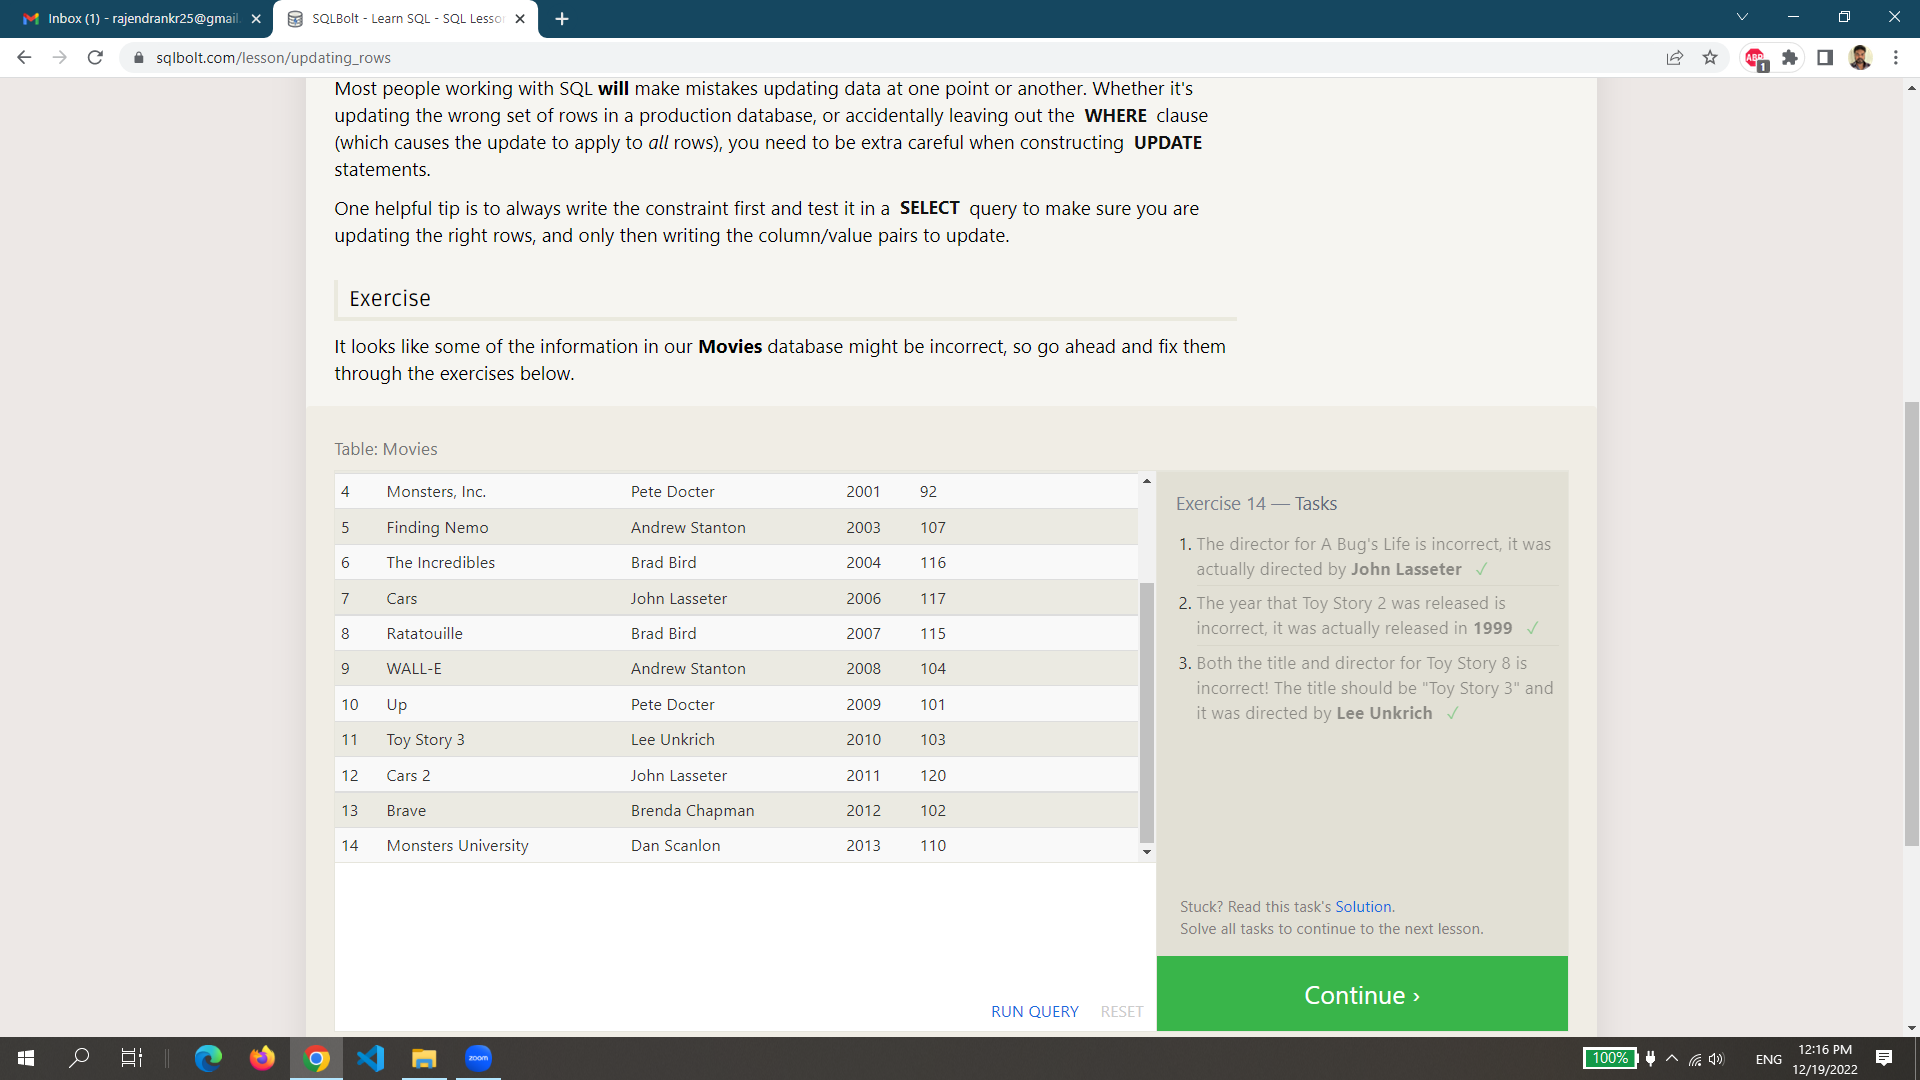 Inbox (1) - rajendrankr25@gmail.
SQLBolt - Learn SQL - SQL Lesson
sqlbolt.com/lesson/updating_rows
ABP
1
Most people working with SQL will make mistakes updating data at one point or another. Whether it's
updating the wrong set of rows in a production database, or accidentally leaving out the WHERE clause
(which causes the update to apply to all rows), you need to be extra careful when constructing UPDATE
statements.
One helpful tip is to always write the constraint first and test it in a SELECT query to make sure you are
updating the right rows, and only then writing the column/value pairs to update.
Exercise
It looks like some of the information in our Movies database might be incorrect, so go ahead and fix them
through the exercises below.
Table: Movies
4 Monsters, Inc. Pete Docter 2001 92
5 Finding Nemo Andrew Stanton 2003 107
6 The Incredibles Brad Bird 2004 116
7 Cars John Lasseter 2006 117
8 Ratatouille Brad Bird 2007 115
9 WALL-E Andrew Stanton 2008 104
10 Up Pete Docter 2009 101
11 Toy Story 3 Lee Unkrich 2010 103
12 Cars 2 John Lasseter 2011 120
13 Brave Brenda Chapman 2012 102
14 Monsters University Dan Scanlon 2013 110
RUN QUERY RESET
Exercise 14 — Tasks
1. The director for A Bug's Life is incorrect, it was
actually directed by John Lasseter ✓
2. The year that Toy Story 2 was released is
incorrect, it was actually released in 1999 ✓
3. Both the title and director for Toy Story 8 is
incorrect! The title should be "Toy Story 3" and
it was directed by Lee Unkrich ✓
Stuck? Read this task's Solution.
Solve all tasks to continue to the next lesson.
Continue ›
zoom
100%
ENG
12:16 PM
12/19/2022